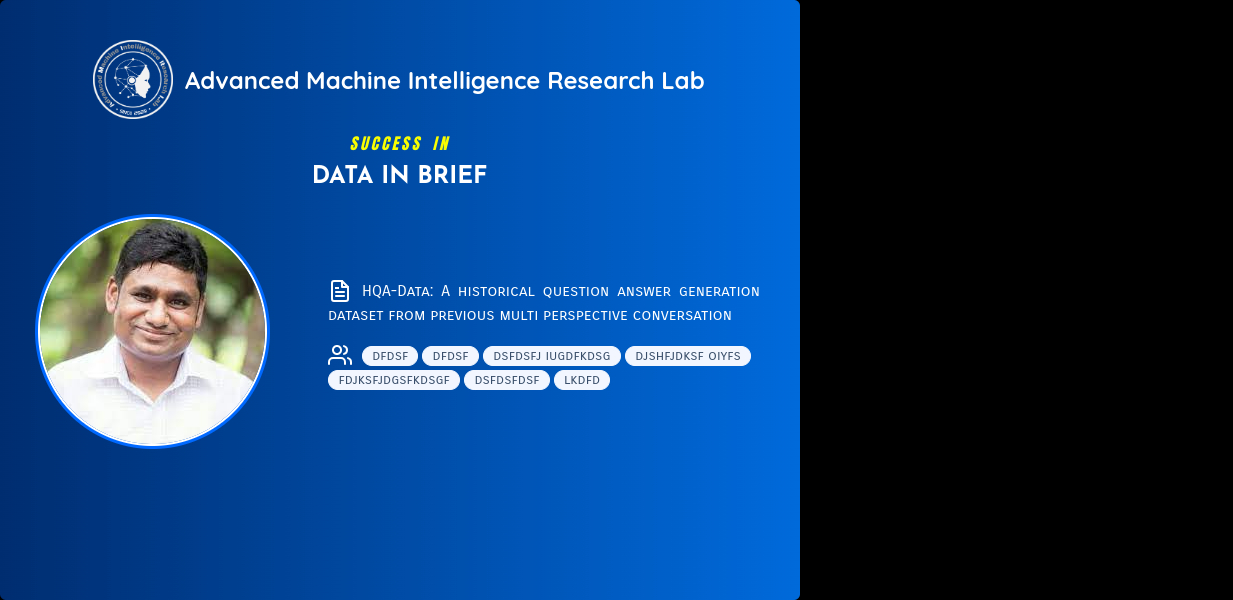 Advanced Machine Intelligence Research Lab
SUCCESS IN
DATA IN BRIEF
HQA-Data: A historical question answer generation
dataset from previous multi perspective conversation
DFDSF DFDSF DSFDSFJ IUGDFKDSG DJSHFJDKSF OIYFS
FDJKSFJDGSFKDSGF DSFDSFDSF LKDFD